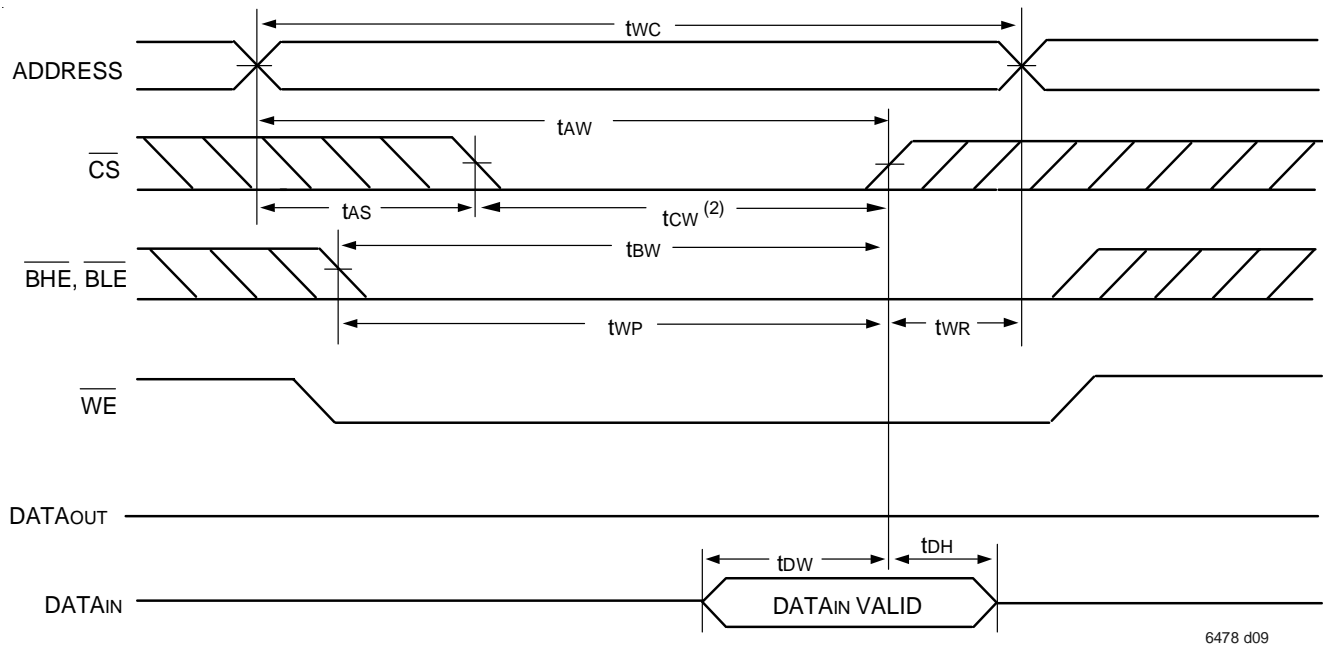 tWC
ADDRESS
tAW
CS
tAS
tCW (2)
tBW
BHE, BLE
tWP
tWR
WE
DATAOUT
tDW
tDH
DATAIN
DATAIN VALID
6478 d09